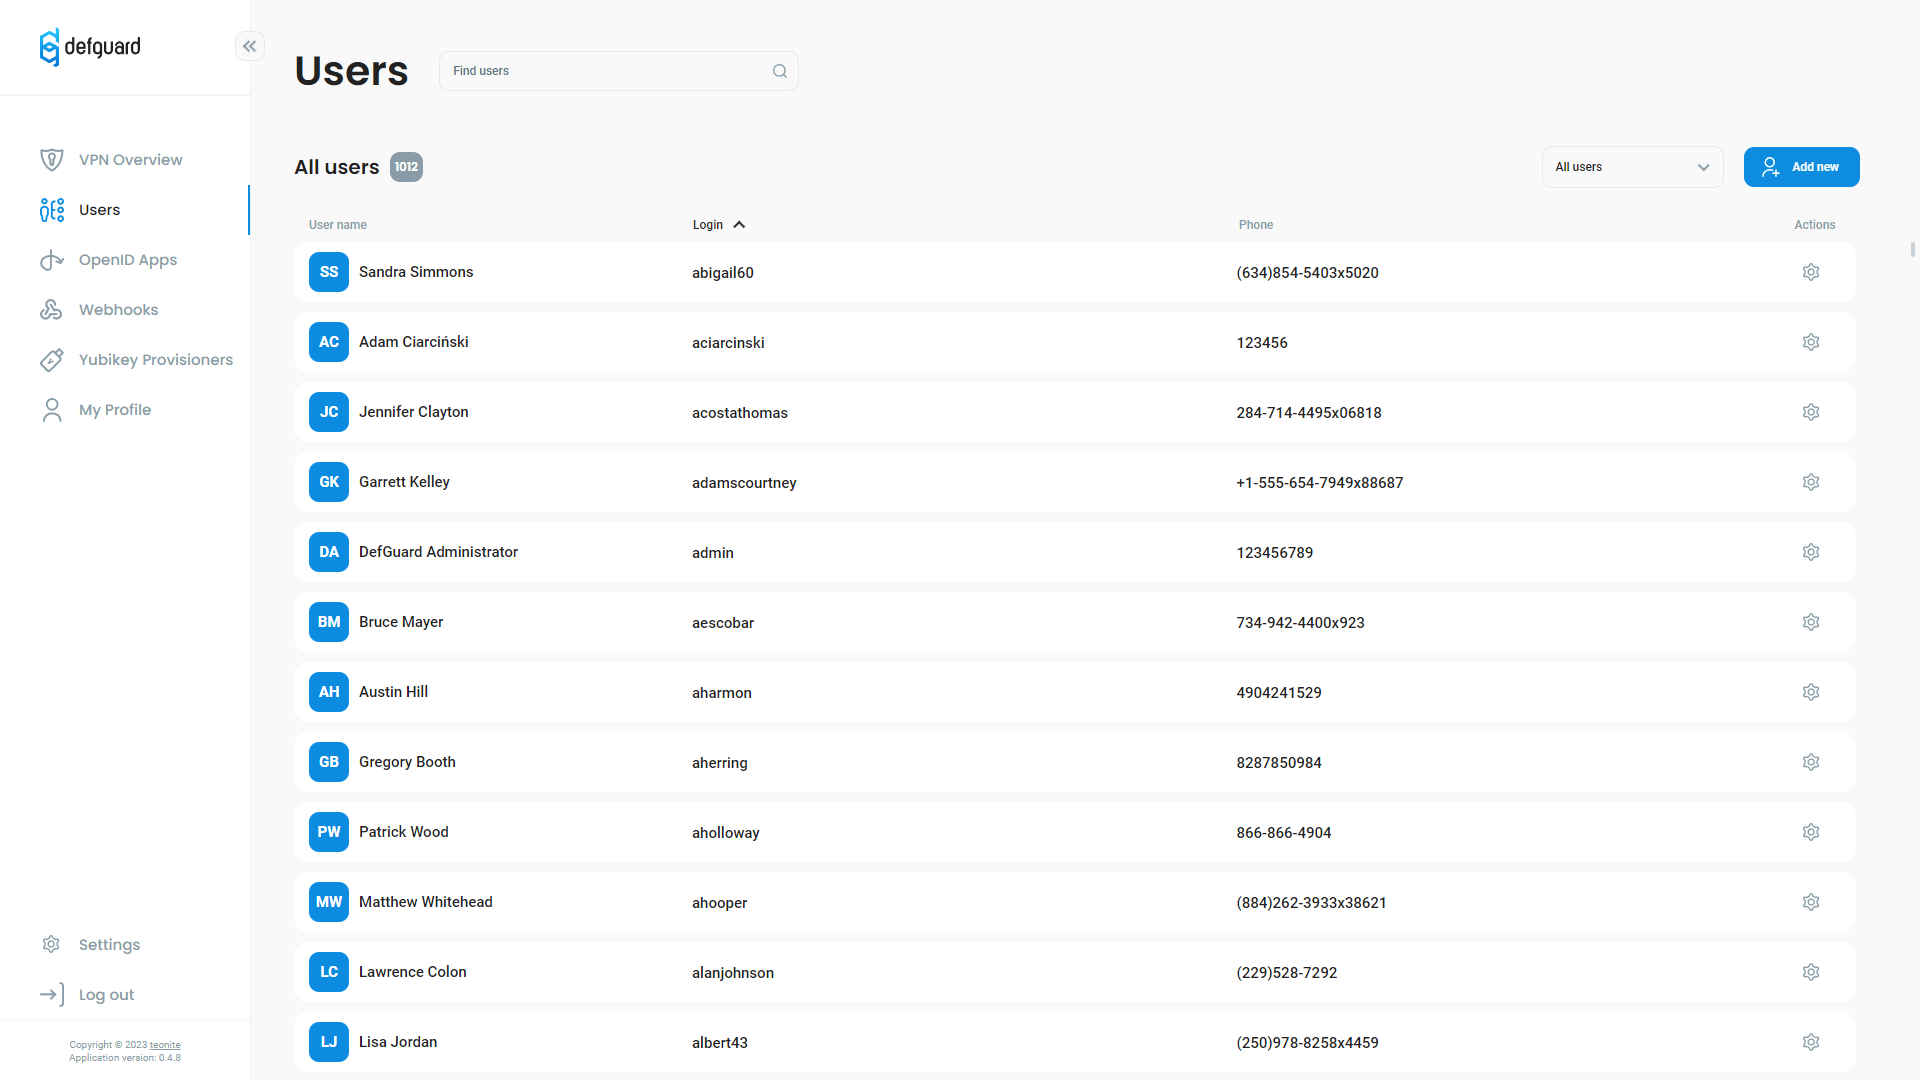 defguard
Users
Find users
VPN Overview
Users
OpenID Apps
Webhooks
Yubikey Provisioners
My Profile
Settings
Log out
Copyright © 2023 teonite
Application version: 0.4.8
All users 1012
All users
Add new
User name Login Phone Actions
SS Sandra Simmons abigail60 (634)854-5403x5020
AC Adam Ciarciński aciarcinski 123456
JC Jennifer Clayton acostathomas 284-714-4495x06818
GK Garrett Kelley adamscourtney +1-555-654-7949x88687
DA DefGuard Administrator admin 123456789
BM Bruce Mayer aescobar 734-942-4400x923
AH Austin Hill aharmon 4904241529
GB Gregory Booth aherring 8287850984
PW Patrick Wood aholloway 866-866-4904
MW Matthew Whitehead ahooper (884)262-3933x38621
LC Lawrence Colon alanjohnson (229)528-7292
LJ Lisa Jordan albert43 (250)978-8258x4459